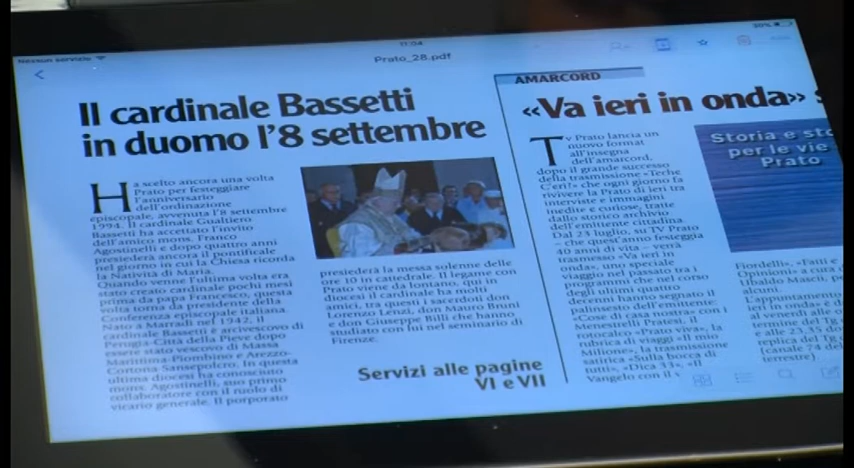 Nessun servizio
11:04
20%
Prato_28.pdf
Il cardinale Bassetti
in duomo l'8 settembre
Ha scelto ancora una volta
Prato per festeggiare
l'anniversario
dell'ordinazione
episcopale, avvenuta l'8 settembre
1994. Il cardinale Gualtiero
Bassetti ha accettato l'invito
dell'amico mons. Franco
Agostinelli e dopo quattro anni
presiederà ancora il pontificale
nel giorno in cui la Chiesa ricorda
la Natività di Maria.
Quando venne l'ultima volta era
stato creato cardinale pochi mesi
prima da papa Francesco, questa
volta torna da presidente della
Conferenza episcopale italiana.
Nato a Marradi nel 1942, il
cardinale Bassetti è arcivescovo di
Perugia-Città della Pieve dopo
essere stato vescovo di Massa
Marittima Piombino e Arezzo-
Cortona Sansepolcro. In questa
ultima diocesi ha conosciuto
mons. Agostinelli, suo primo
collaboratore con il ruolo di
vicario generale. Il porporato
presiederà la messa solenne delle
ore 10 in cattedrale. Il legame con
Prato viene da lontano, qui in
diocesi il cardinale ha molti
amici, tra questi i sacerdoti don
Lorenzo Lenzi, don Mauro Bruni
e don Giuseppe Billi che hanno
studiato con lui nel seminario di
Firenze.
Servizi alle pagine
VI e VII
AMARCORD
«Va ieri in onda» s
Tv Prato lancia un
nuovo format
all'insegna
dell'amarcord,
dopo il grande successo
della trasmissione «Teche
C'eri!» che ogni giorno fa
rivivere la Prato di ieri tra
interviste e immagini
inedite e curiose, tratte
dallo storico archivio
dell'emittente cittadina.
Dal 23 luglio, su TV Prato
– che quest'anno festeggia
40 anni di vita – verrà
trasmesso «Va ieri in
onda», uno speciale
viaggio nel passato tra i
programmi che nel corso
degli ultimi quattro
decenni hanno segnato il
palinsesto dell'emittente:
«Cose di casa nostra» con i
Menestrelli Pratesi, il
rotocalco «Prato viva», la
rubrica di viaggi «Il mio
Milione», la trasmissione
satirica «Sulla bocca di
tutti», «Dica 33», «Il
Vangelo con il
Storia e sto
per le vie
Prato
Fiordelli», «Fatti e
Opinioni» a cura d
Ubaldo Masci, pe
alcuni.
L'appuntamento
ieri in onda» è d
al venerdì alle o
termine del Tg e
e alle 23,35 do
replica del Tg
(canale 74 del
terrestre)